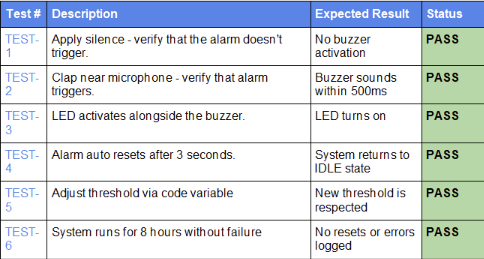 Test # Description Expected Result Status
TEST- Apply silence - verify that the alarm doesn't No buzzer PASS
1 trigger. activation
TEST- Clap near microphone - verify that alarm Buzzer sounds PASS
2 triggers. within 500ms
TEST- LED activates alongside the buzzer. LED turns on PASS
3
TEST- Alarm auto resets after 3 seconds. System returns to PASS
4 IDLE state
TEST- Adjust threshold via code variable New threshold is PASS
5 respected
TEST- System runs for 8 hours without failure No resets or errors PASS
6 logged